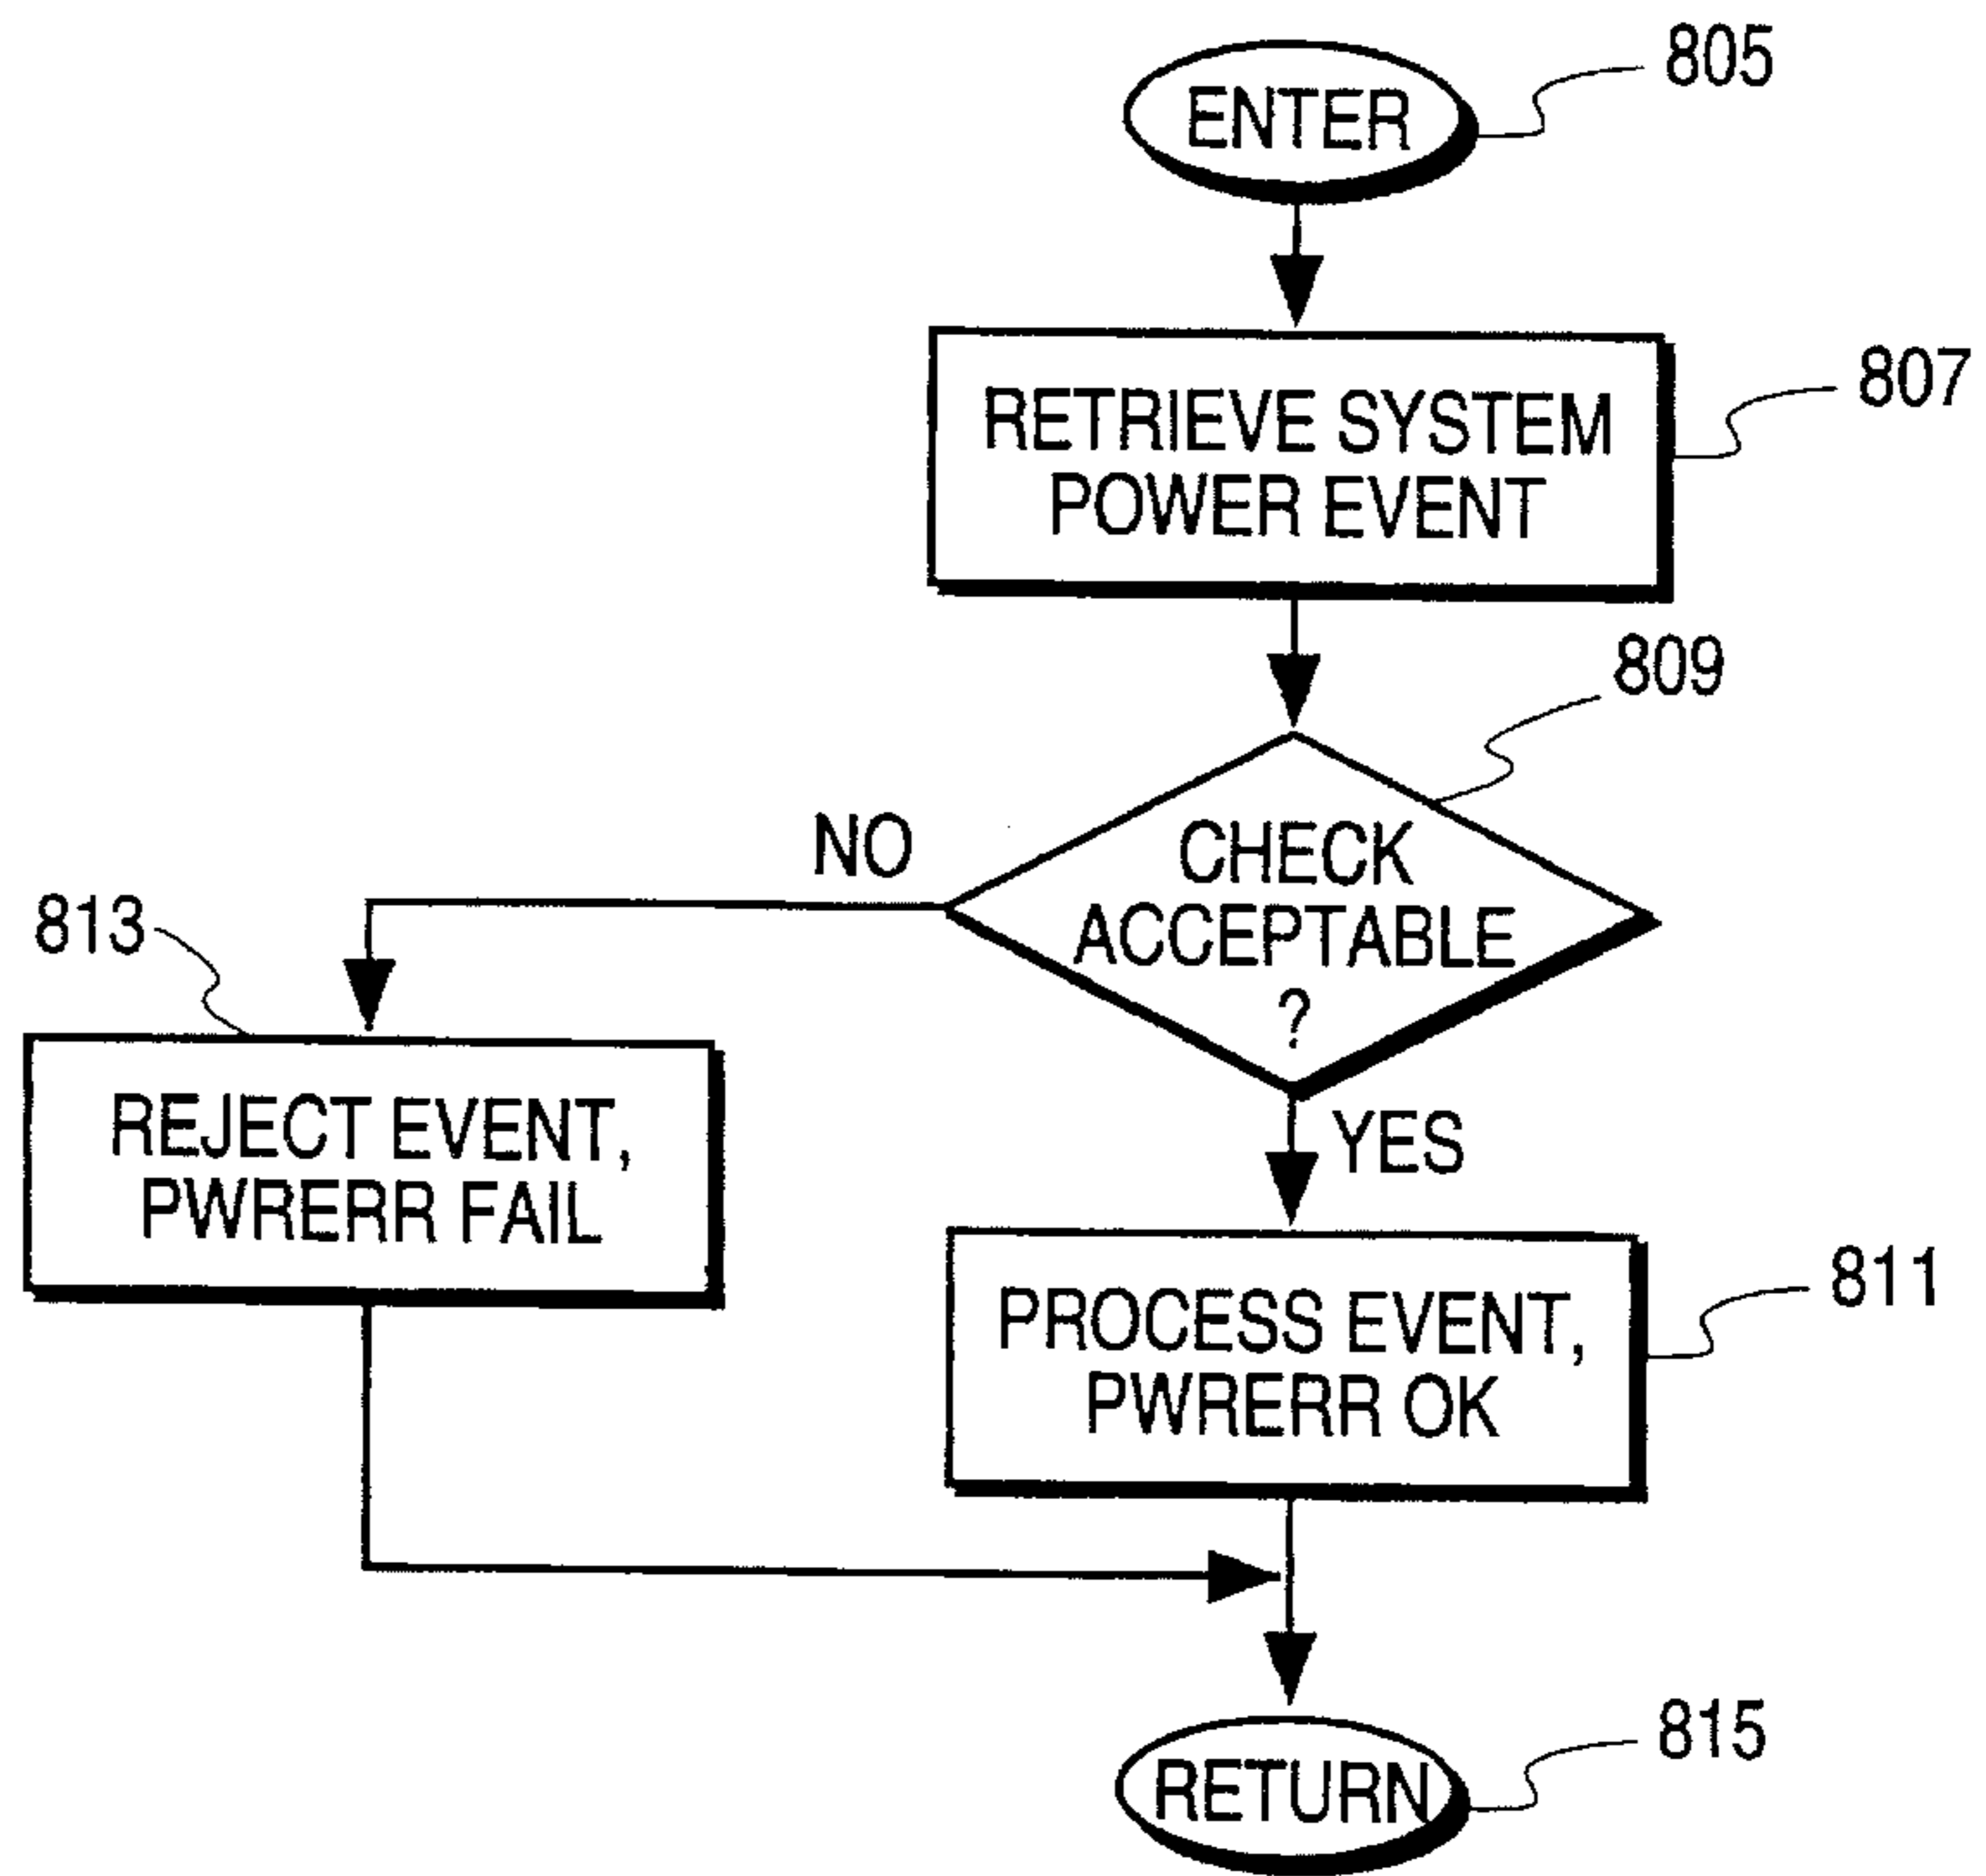 ENTER
805
RETRIEVE SYSTEM
POWER EVENT
807
809
CHECK
ACCEPTABLE
?
NO
YES
813
REJECT EVENT,
PWRERR FAIL
PROCESS EVENT,
PWRERR OK
811
RETURN
815